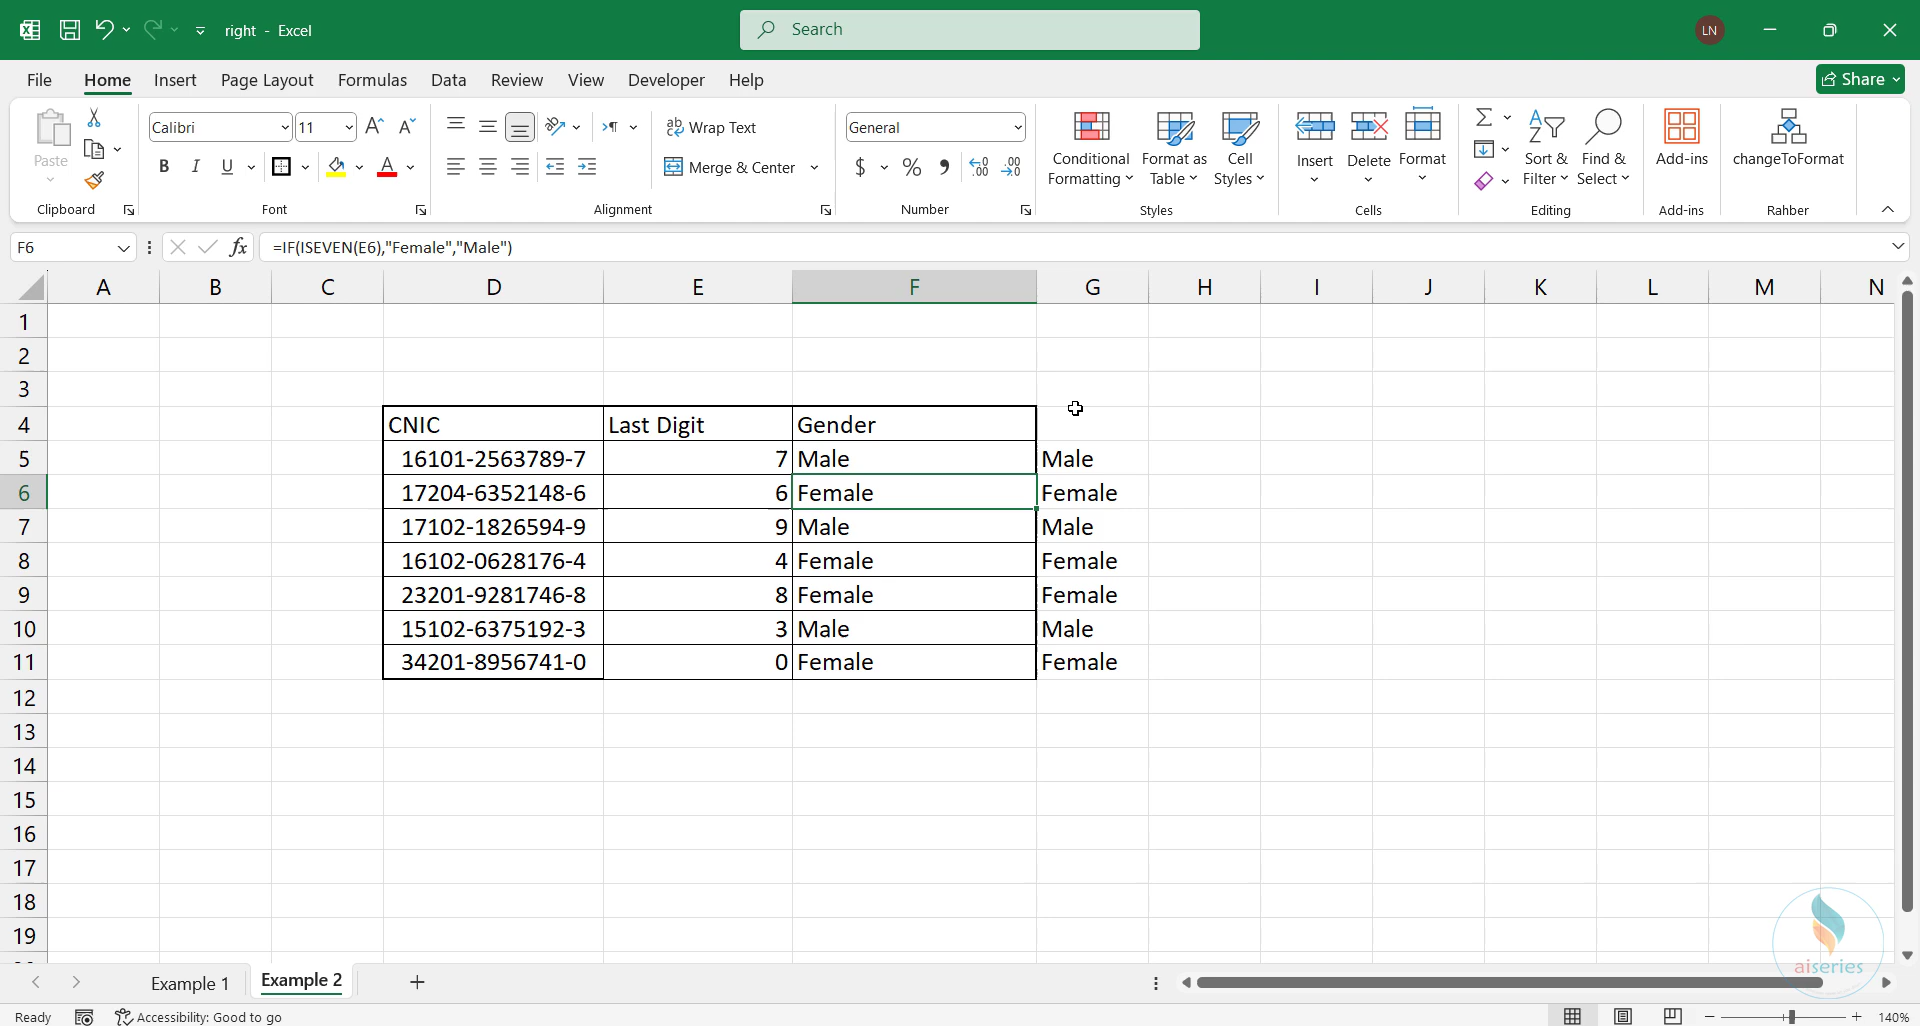 right - Excel
Search
LN
File Home Insert Page Layout Formulas Data Review View Developer Help
Share
Paste
Clipboard
Calibri 11
B I U A
Font
Wrap Text
Merge & Center
Alignment
General
$ % ,
Number
Conditional Formatting
Format as Table
Cell Styles
Styles
Insert Delete Format
Cells
Sort & Filter
Find & Select
Editing
Add-ins
Add-ins
changeToFormat
Rahber
F6
fx =IF(ISEVEN(E6),"Female","Male")
A B C D E F G H I J K L M N
1
2
3
4 CNIC Last Digit Gender
5 16101-2563789-7 7 Male Male
6 17204-6352148-6 6 Female Female
7 17102-1826594-9 9 Male Male
8 16102-0628176-4 4 Female Female
9 23201-9281746-8 8 Female Female
10 15102-6375192-3 3 Male Male
11 34201-8956741-0 0 Female Female
12
13
14
15
16
17
18
19
aiseries
Example 1 Example 2 +
Ready Accessibility: Good to go 140%